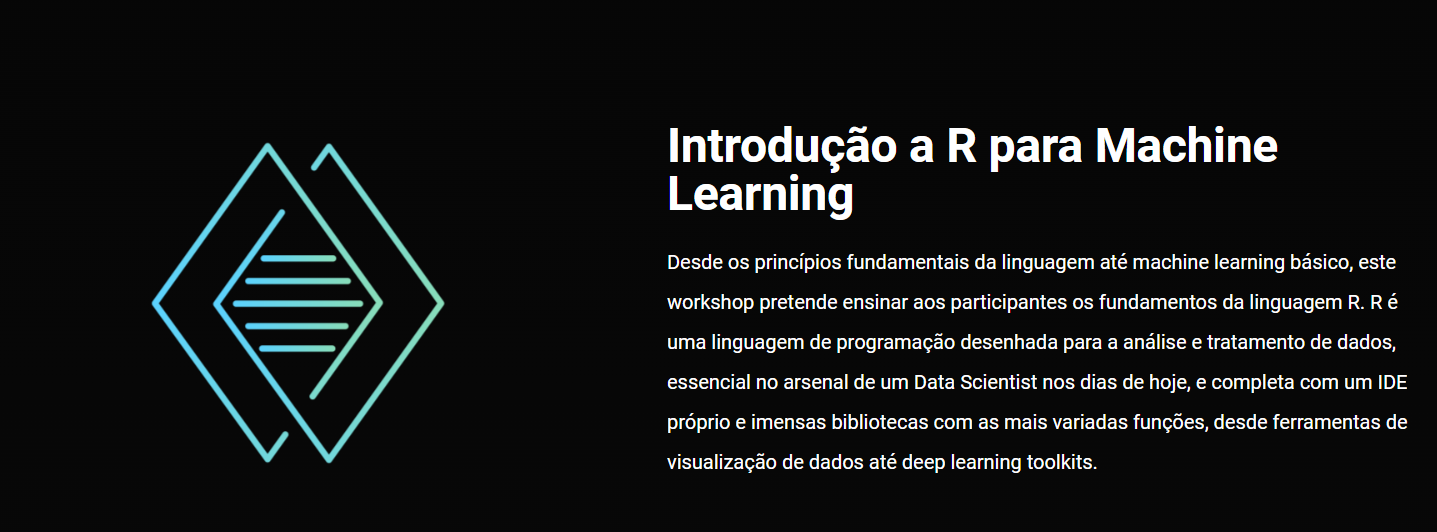 Introdução a R para Machine
Learning
Desde os princípios fundamentais da linguagem até machine learning básico, este
workshop pretende ensinar aos participantes os fundamentos da linguagem R. R é
uma linguagem de programação desenhada para a análise e tratamento de dados,
essencial no arsenal de um Data Scientist nos dias de hoje, e completa com um IDE
próprio e imensas bibliotecas com as mais variadas funções, desde ferramentas de
visualização de dados até deep learning toolkits.